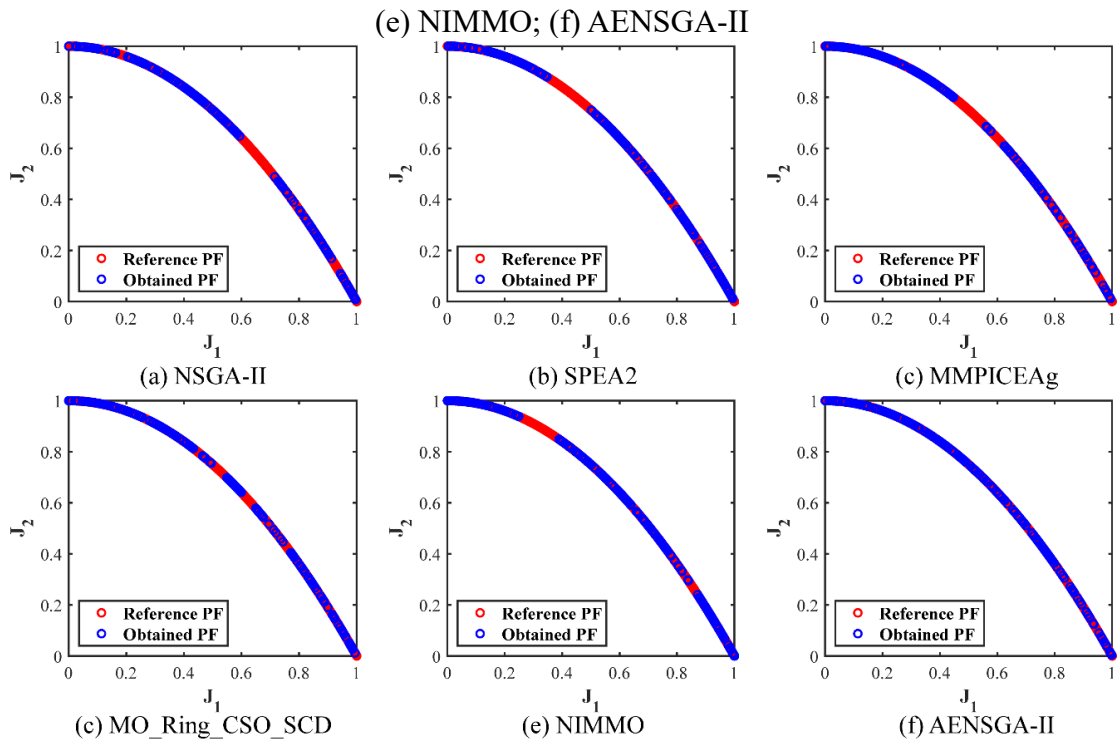 (e) NIMMO; (f) AENSGA-II
1
0.8
0.6
J2
0.4
0.2
0
Reference PF
Obtained PF
0 0.2 0.4 0.6 0.8 1
J1
(a) NSGA-II
1
0.8
0.6
J2
0.4
0.2
0
Reference PF
Obtained PF
0 0.2 0.4 0.6 0.8 1
J1
(b) SPEA2
1
0.8
0.6
J2
0.4
0.2
0
Reference PF
Obtained PF
0 0.2 0.4 0.6 0.8 1
J1
(c) MMPICEAg
1
0.8
0.6
J2
0.4
0.2
0
Reference PF
Obtained PF
0 0.2 0.4 0.6 0.8 1
J1
(c) MO_Ring_CSO_SCD
1
0.8
0.6
J2
0.4
0.2
0
Reference PF
Obtained PF
0 0.2 0.4 0.6 0.8 1
J1
(e) NIMMO
1
0.8
0.6
J2
0.4
0.2
0
Reference PF
Obtained PF
0 0.2 0.4 0.6 0.8 1
J1
(f) AENSGA-II